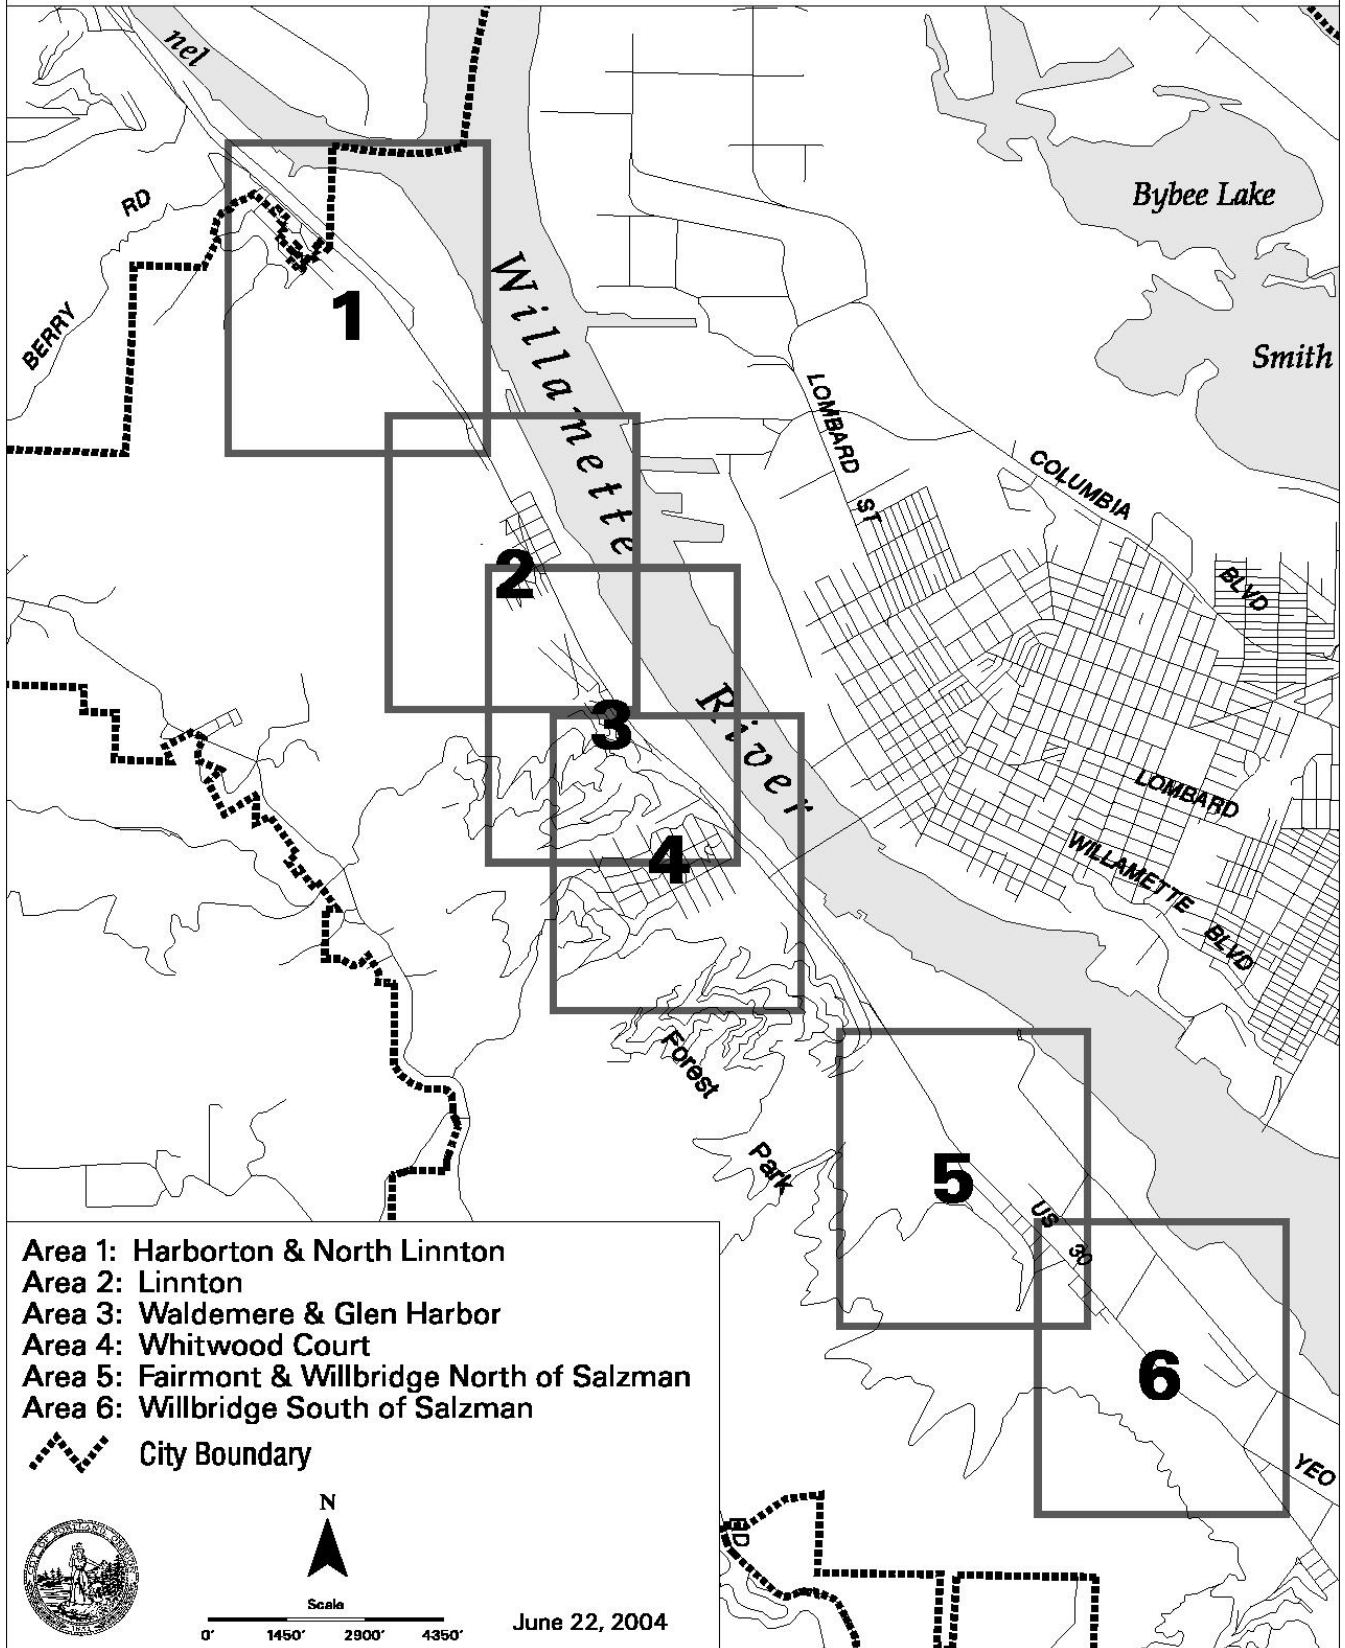 nel
RD
BERRY
1
Willamette
Bybee Lake
Smith
LOMBARD
ST
COLUMBIA
BLVD
2
3
River
4
LOMBARD
WILLAMETTE
BLVD
Forest
Park
5
US
30
6
YEO
RD
Area 1: Harborton & North Linnton
Area 2: Linnton
Area 3: Waldemere & Glen Harbor
Area 4: Whitwood Court
Area 5: Fairmont & Willbridge North of Salzman
Area 6: Willbridge South of Salzman
City Boundary
N
Scale
0' 1450' 2900' 4350'
June 22, 2004